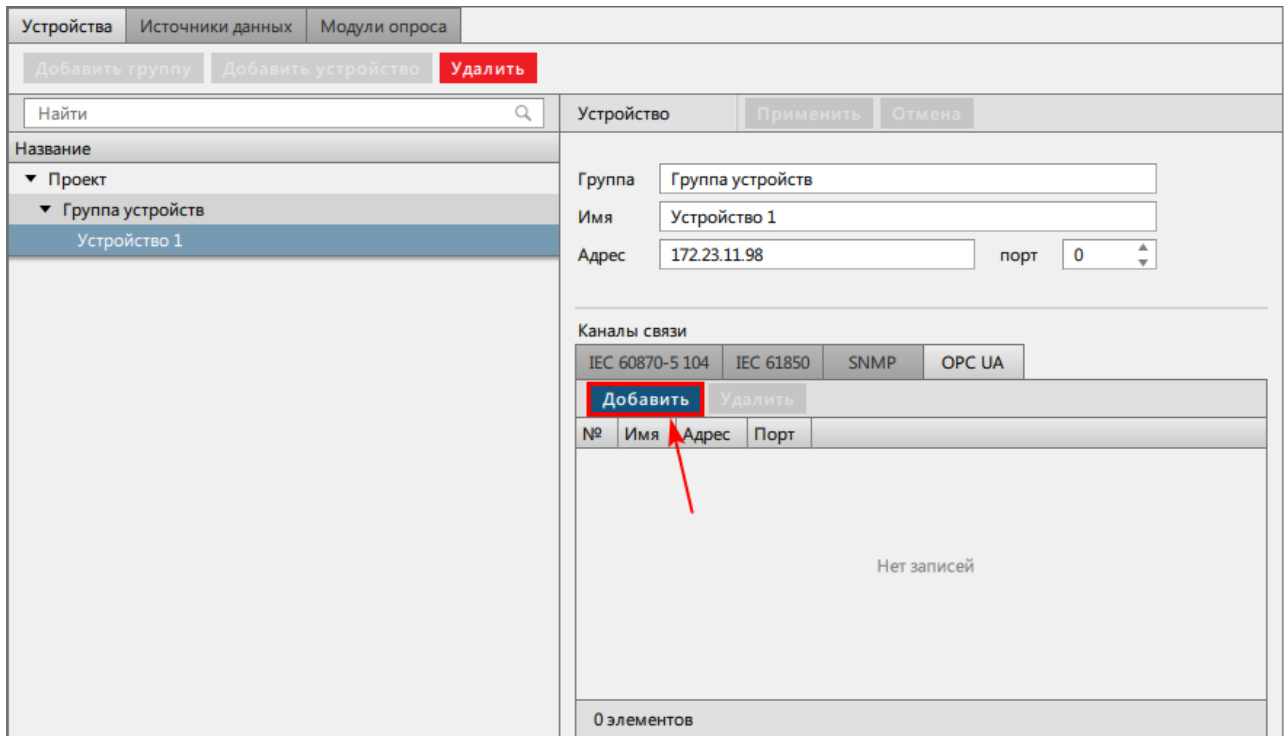 Устройства Источники данных Модули опроса
Добавить группу Добавить устройство Удалить
Найти
Название
Проект
Группа устройств
Устройство 1
Устройство Применить Отмена
Группа Группа устройств
Имя Устройство 1
Адрес 172.23.11.98 порт 0
Каналы связи
IEC 60870-5 104 IEC 61850 SNMP OPC UA
Добавить Удалить
№ Имя Адрес Порт
Нет записей
0 элементов